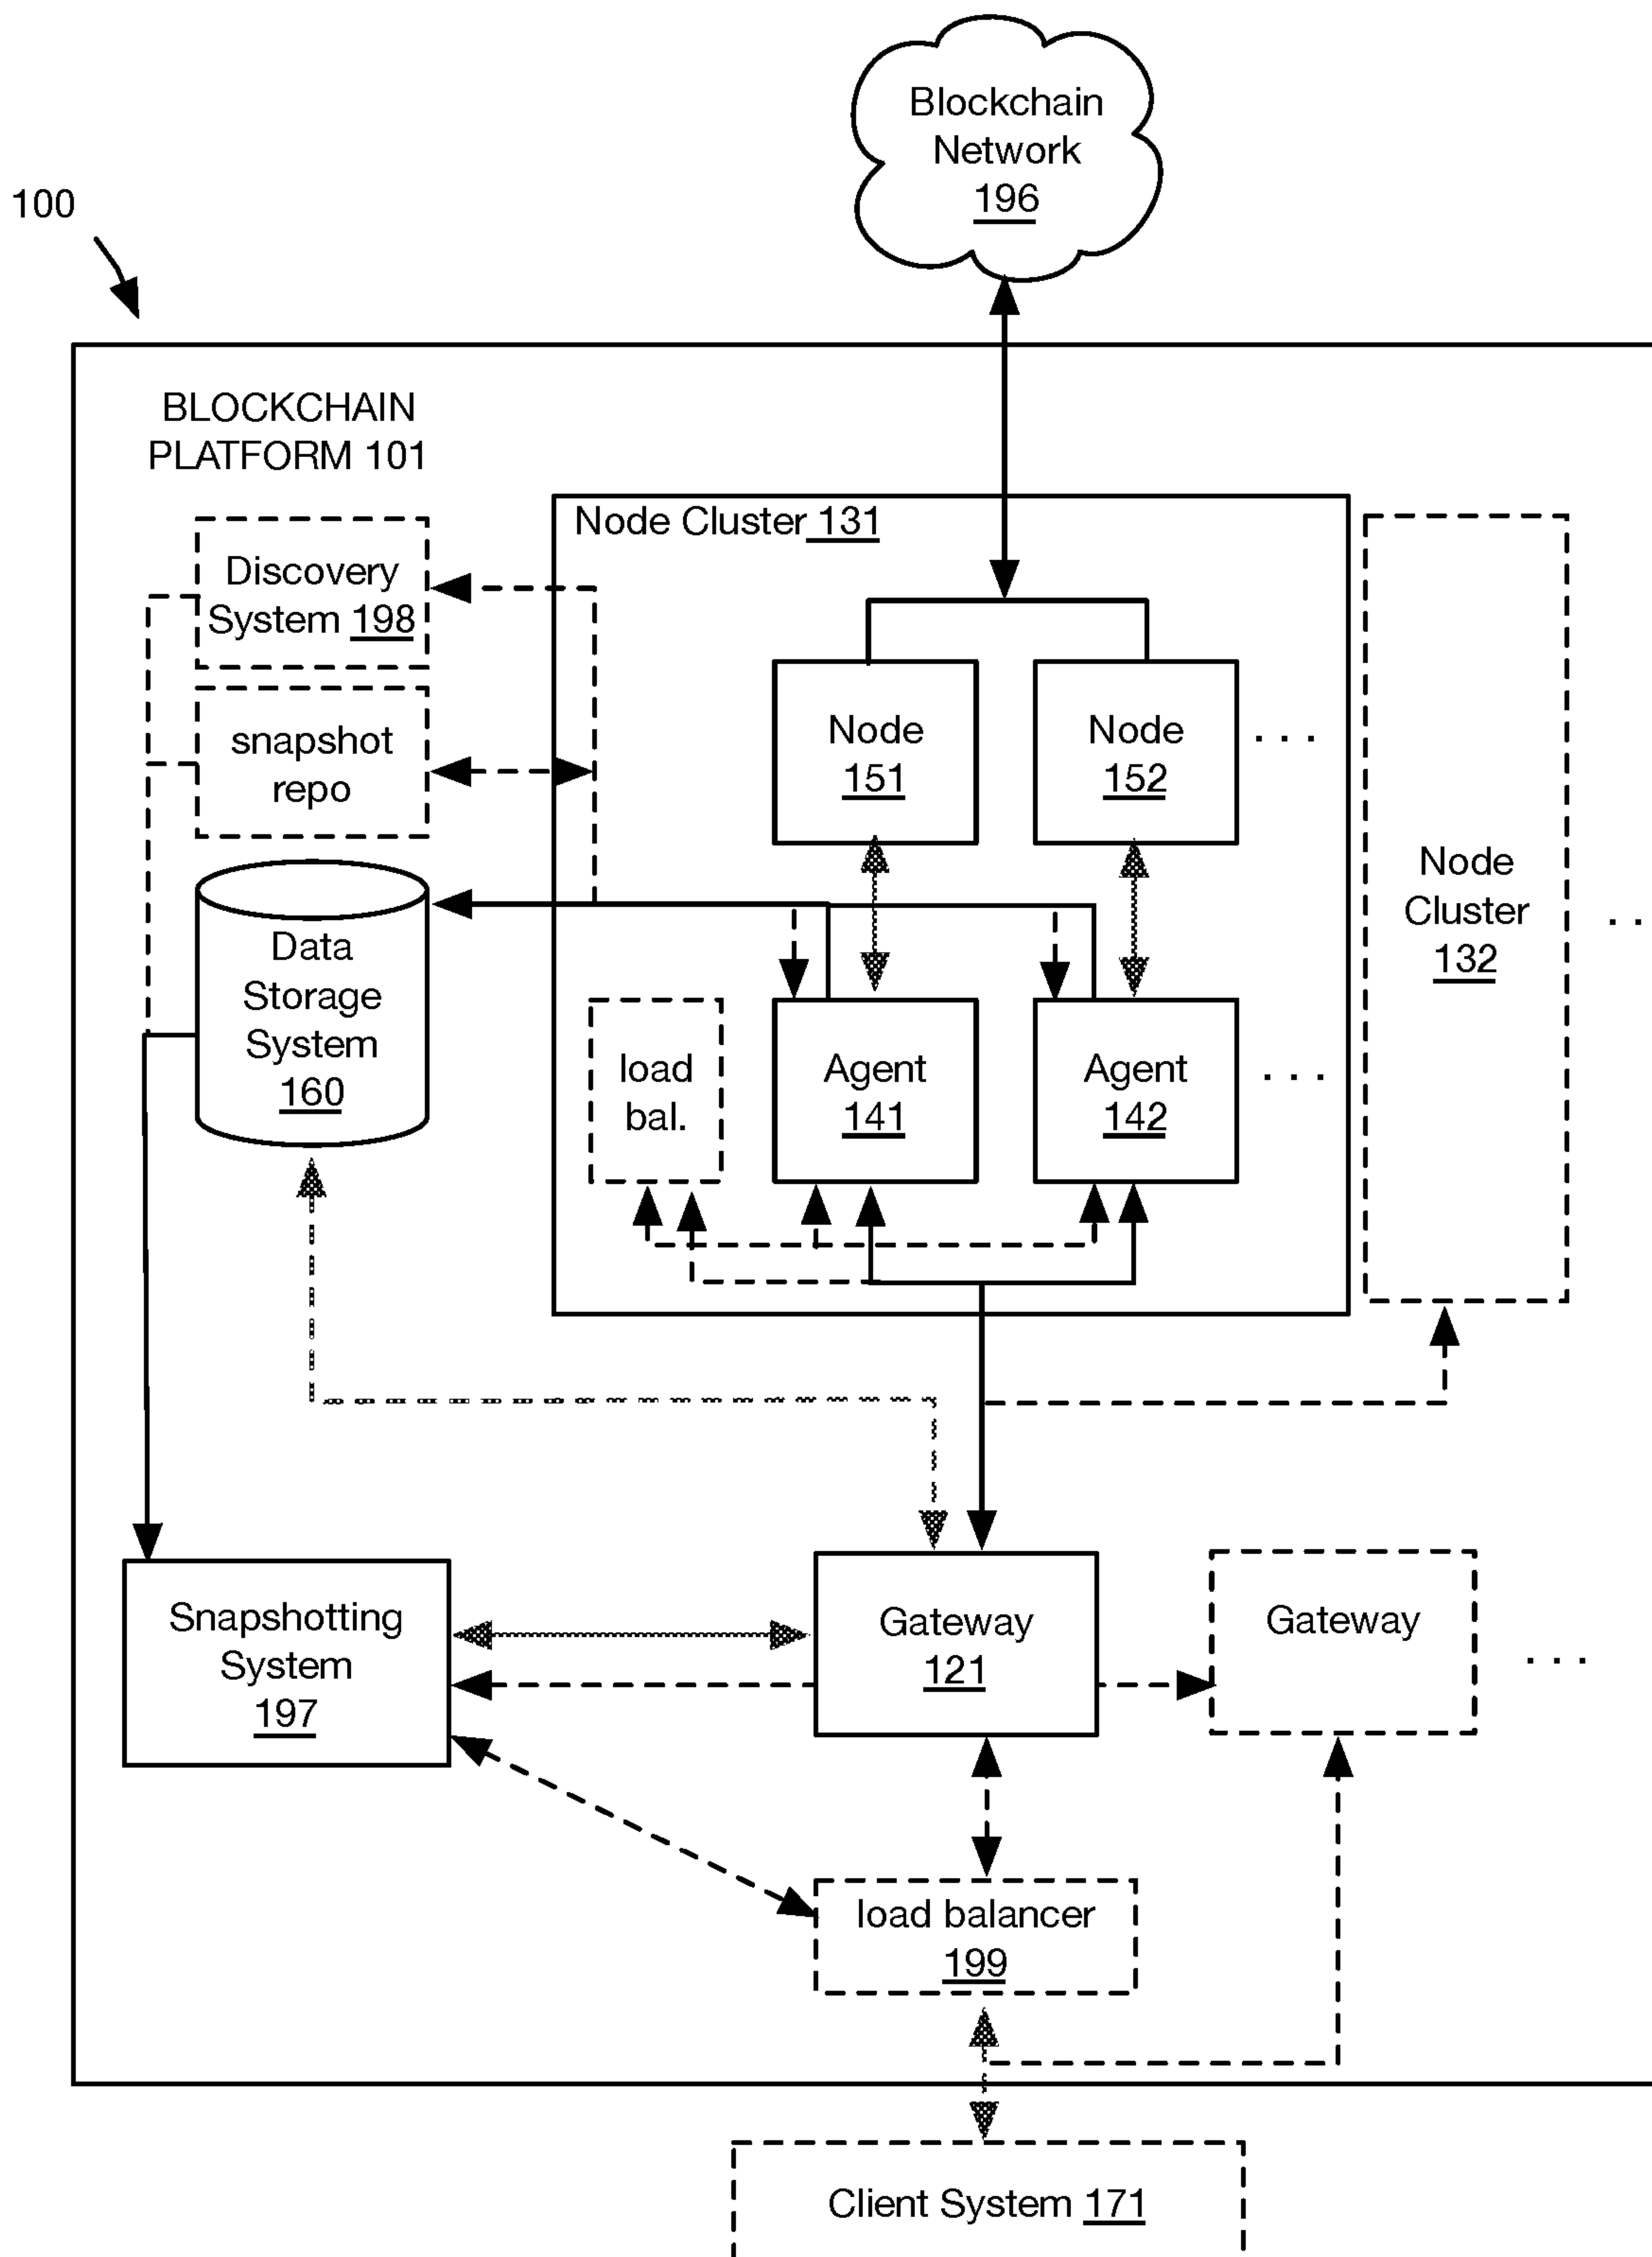 Blockchain
Network
196
100
BLOCKCHAIN
PLATFORM 101
Node Cluster 131
Discovery
System 198
snapshot
repo
Node
151
Node
152
. . .
Node
Cluster
132
. .
Data
Storage
System
160
load
bal.
Agent
141
Agent
142
. . .
Snapshotting
System
197
Gateway
121
Gateway
. . .
load balancer
199
Client System 171